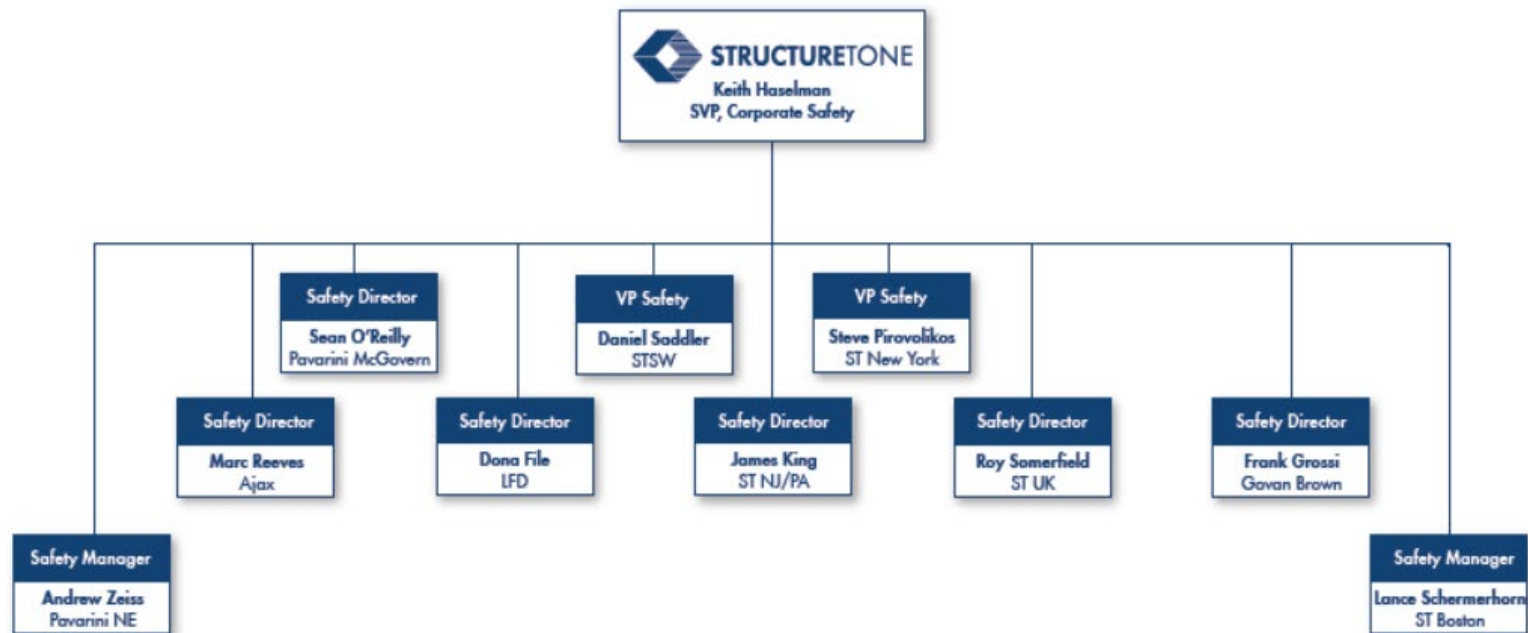 STRUCTURETONE
Keith Haselman
SVP, Corporate Safety
Safety Director
Sean O'Reilly
Pavarini McGovern
VP Safety
Daniel Saddler
STSW
VP Safety
Steve Pirovolikos
ST New York
Safety Director
Marc Reeves
Ajax
Safety Director
Dona File
LFD
Safety Director
James King
ST NJ/PA
Safety Director
Roy Somerfield
ST UK
Safety Director
Frank Grossi
Govan Brown
Safety Manager
Andrew Zeiss
Pavarini NE
Safety Manager
Lance Schermerhorn
ST Boston